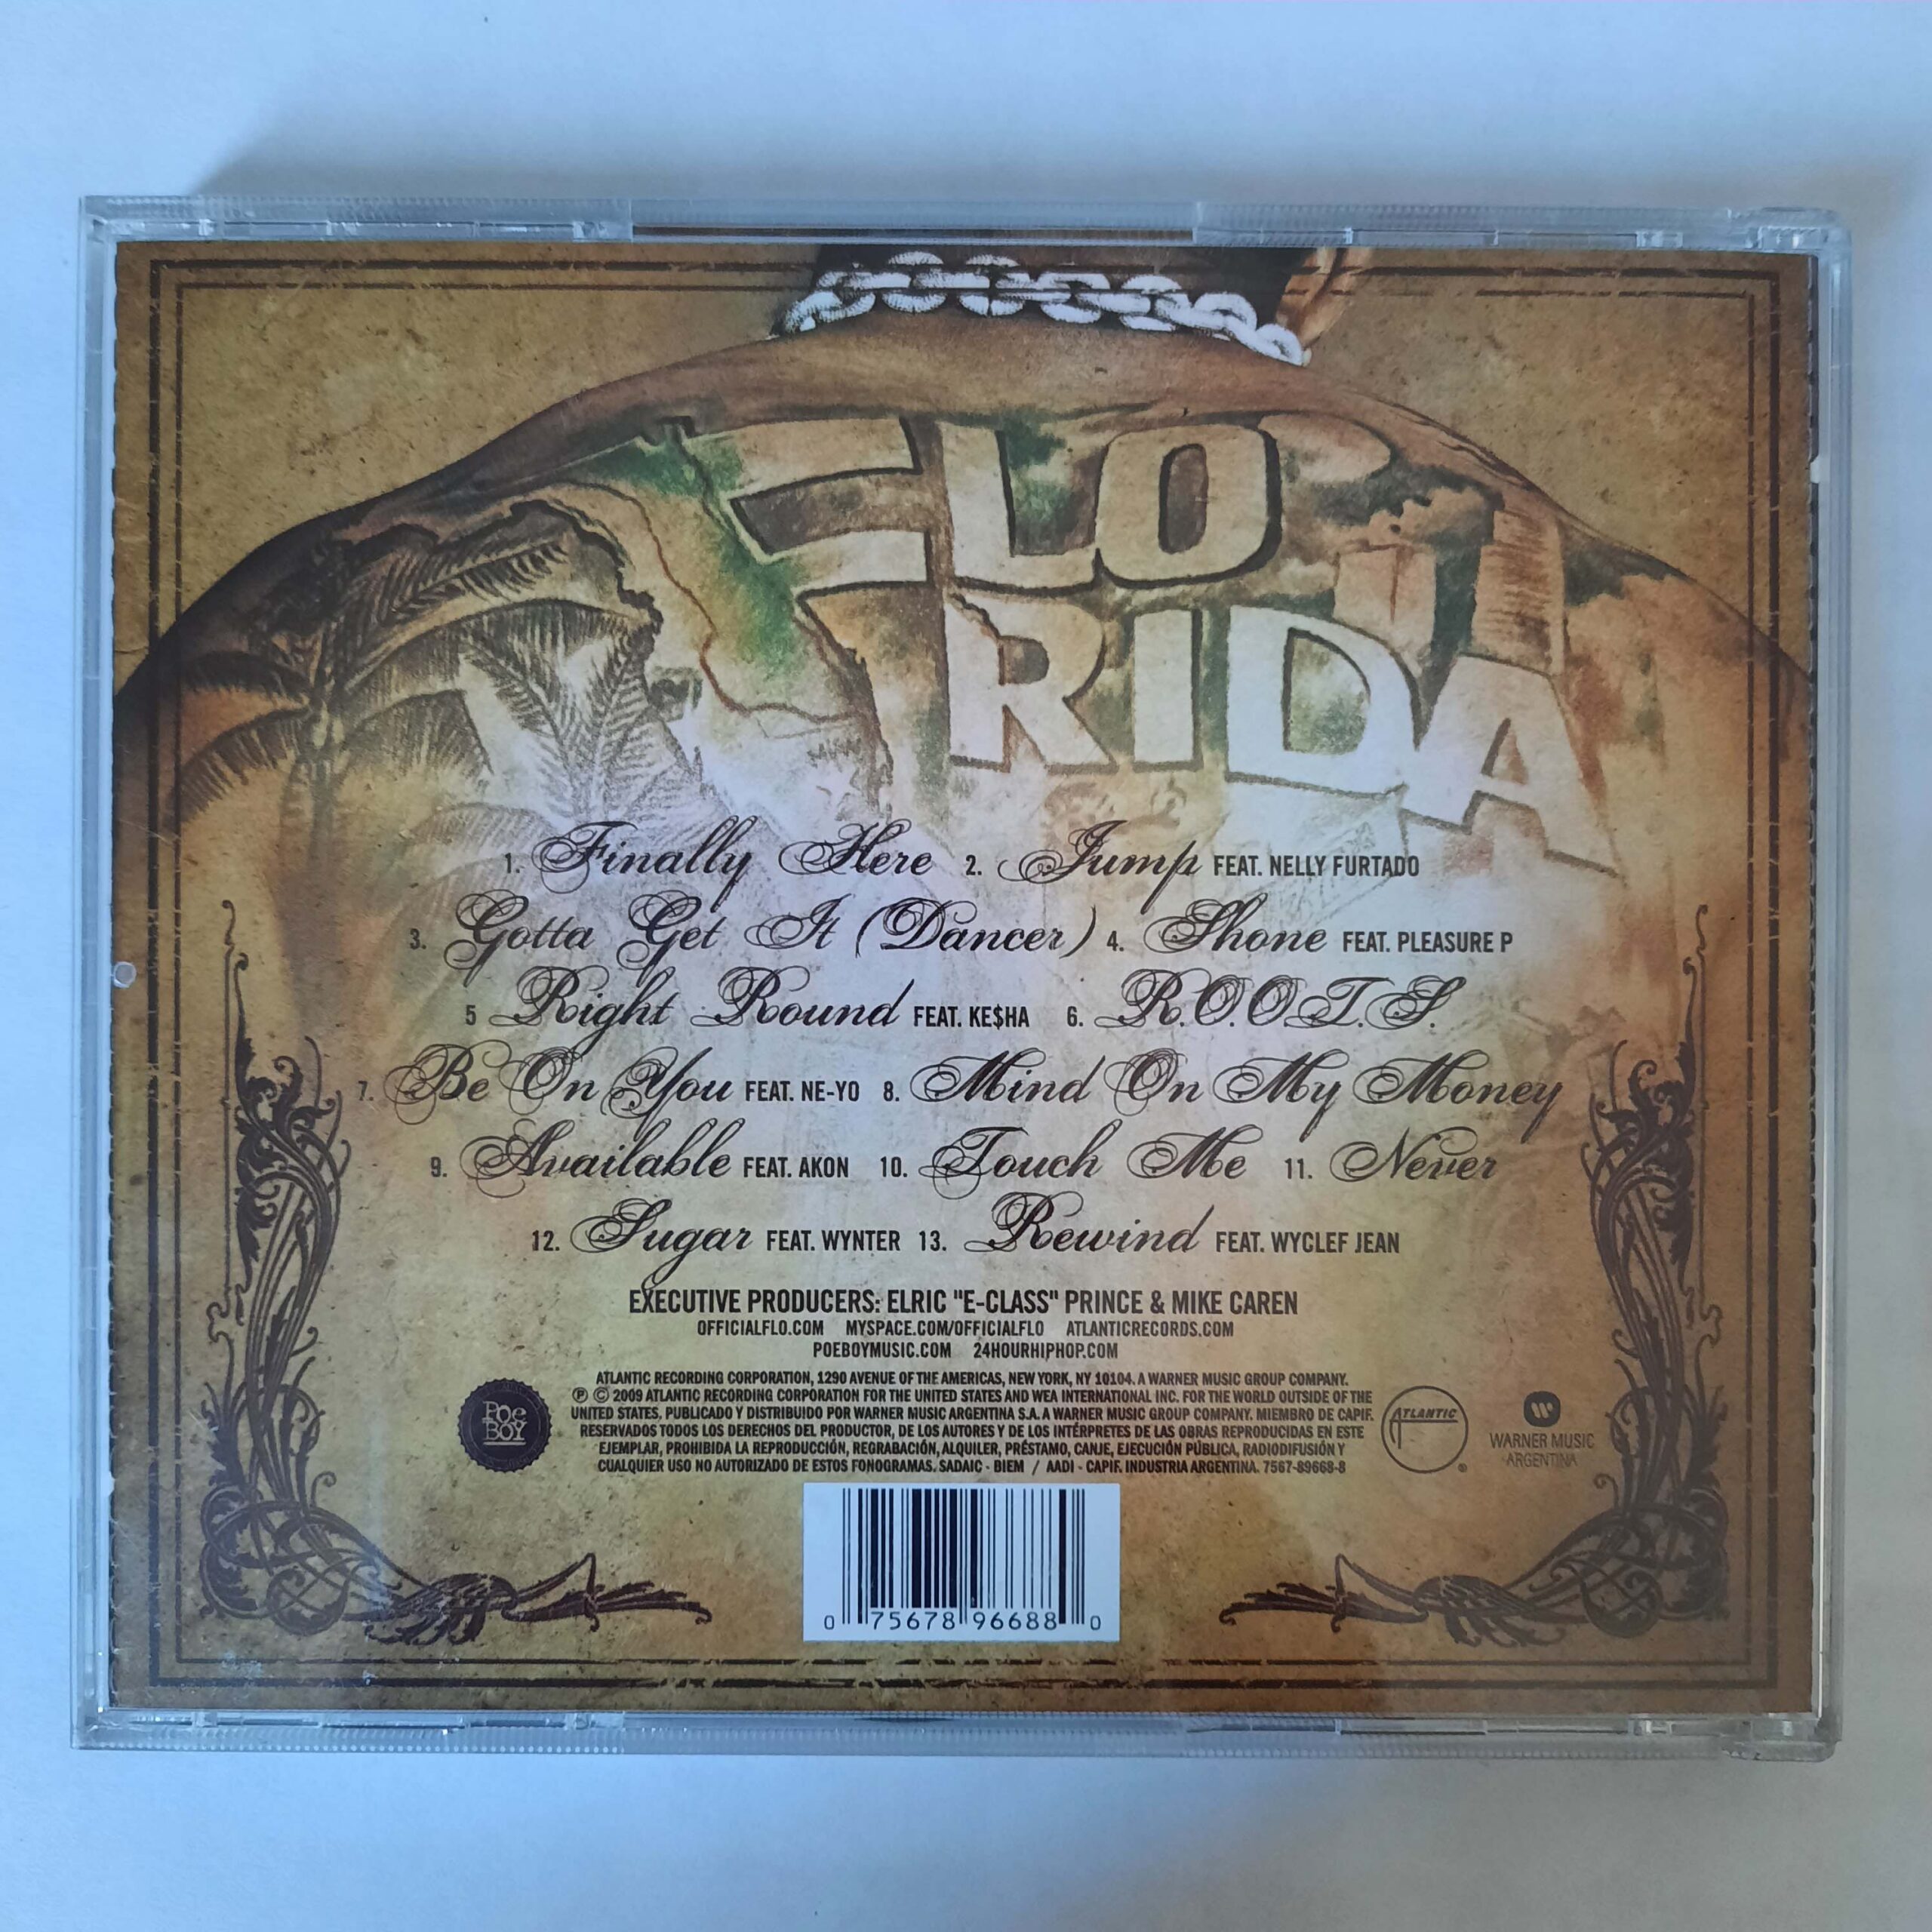 FLO
RIDA
1. Finally Here 2. Jump FEAT. NELLY FURTADO
3. Gotta Get It (Dancer) 4. Shone FEAT. PLEASURE P
5 Right Round FEAT. KE$HA 6. R.O.O.T.S.
7. Be On You FEAT. NE-YO 8. Mind On My Money
9. Available FEAT. AKON 10. Touch Me 11. Never
12. Sugar FEAT. WYNTER 13. Rewind FEAT. WYCLEF JEAN
EXECUTIVE PRODUCERS: ELRIC "E-CLASS" PRINCE & MIKE CAREN
OFFICIALFLO.COM MYSPACE.COM/OFFICIALFLO ATLANTICRECORDS.COM
POEBOYMUSIC.COM 24HOURHIPHOP.COM
ATLANTIC RECORDING CORPORATION, 1290 AVENUE OF THE AMERICAS, NEW YORK, NY 10104. A WARNER MUSIC GROUP COMPANY.
Ⓟ © 2009 ATLANTIC RECORDING CORPORATION FOR THE UNITED STATES AND WEA INTERNATIONAL INC. FOR THE WORLD OUTSIDE OF THE
UNITED STATES. PUBLICADO Y DISTRIBUIDO POR WARNER MUSIC ARGENTINA S.A. A WARNER MUSIC GROUP COMPANY. MIEMBRO DE CAPIF.
RESERVADOS TODOS LOS DERECHOS DEL PRODUCTOR, DE LOS AUTORES Y DE LOS INTÉRPRETES DE LAS OBRAS REPRODUCIDAS EN ESTE
EJEMPLAR, PROHIBIDA LA REPRODUCCIÓN, REGRABACIÓN, ALQUILER, PRÉSTAMO, CANJE, EJECUCIÓN PÚBLICA, RADIODIFUSIÓN Y
CUALQUIER USO NO AUTORIZADO DE ESTOS FONOGRAMAS. SADAIC - BIEM / AADI - CAPIF. INDUSTRIA ARGENTINA. 7567-89668-8
POE
BOY
ATLANTIC
WARNER MUSIC
ARGENTINA
0 75678 96688 0